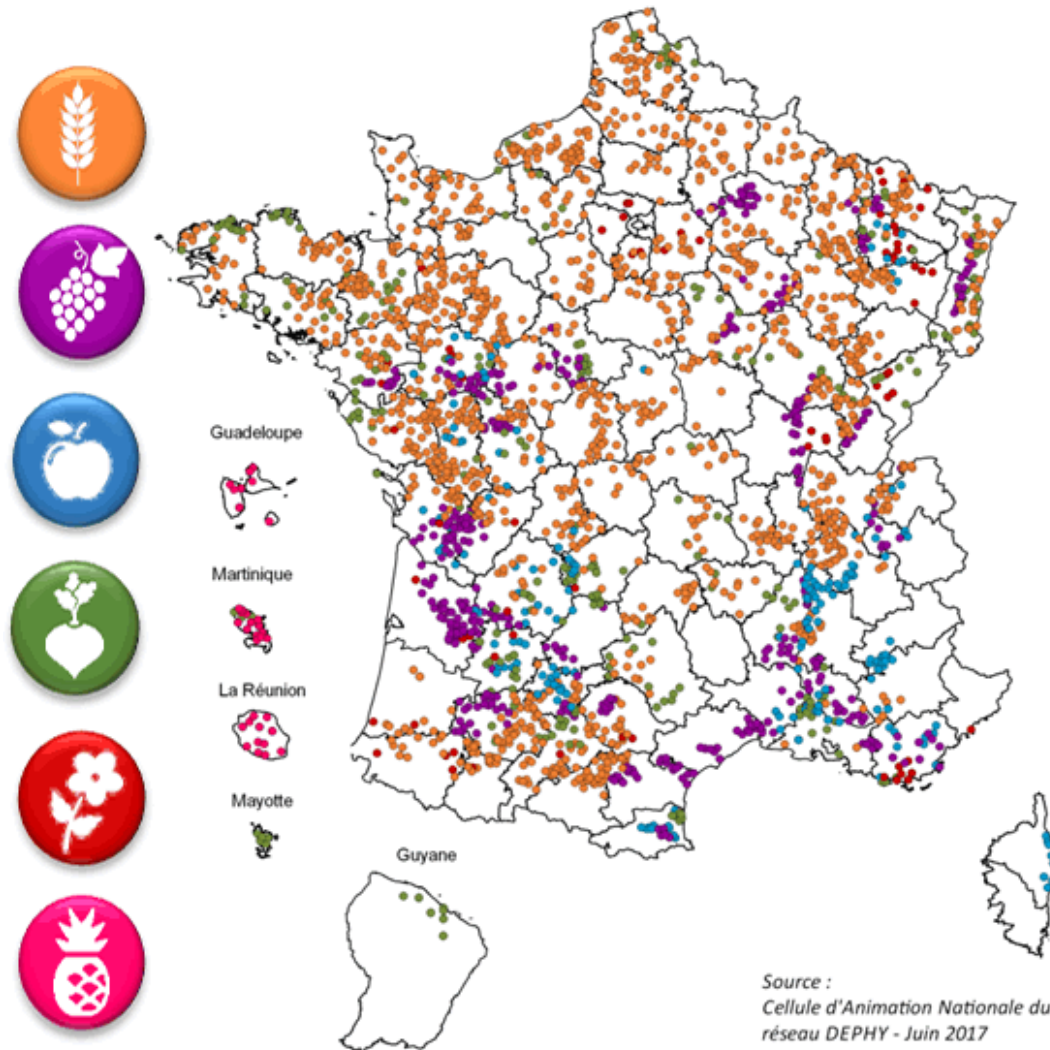 Guadeloupe
Martinique
La Réunion
Mayotte
Guyane
Source :
Cellule d'Animation Nationale du
réseau DEPHY - Juin 2017